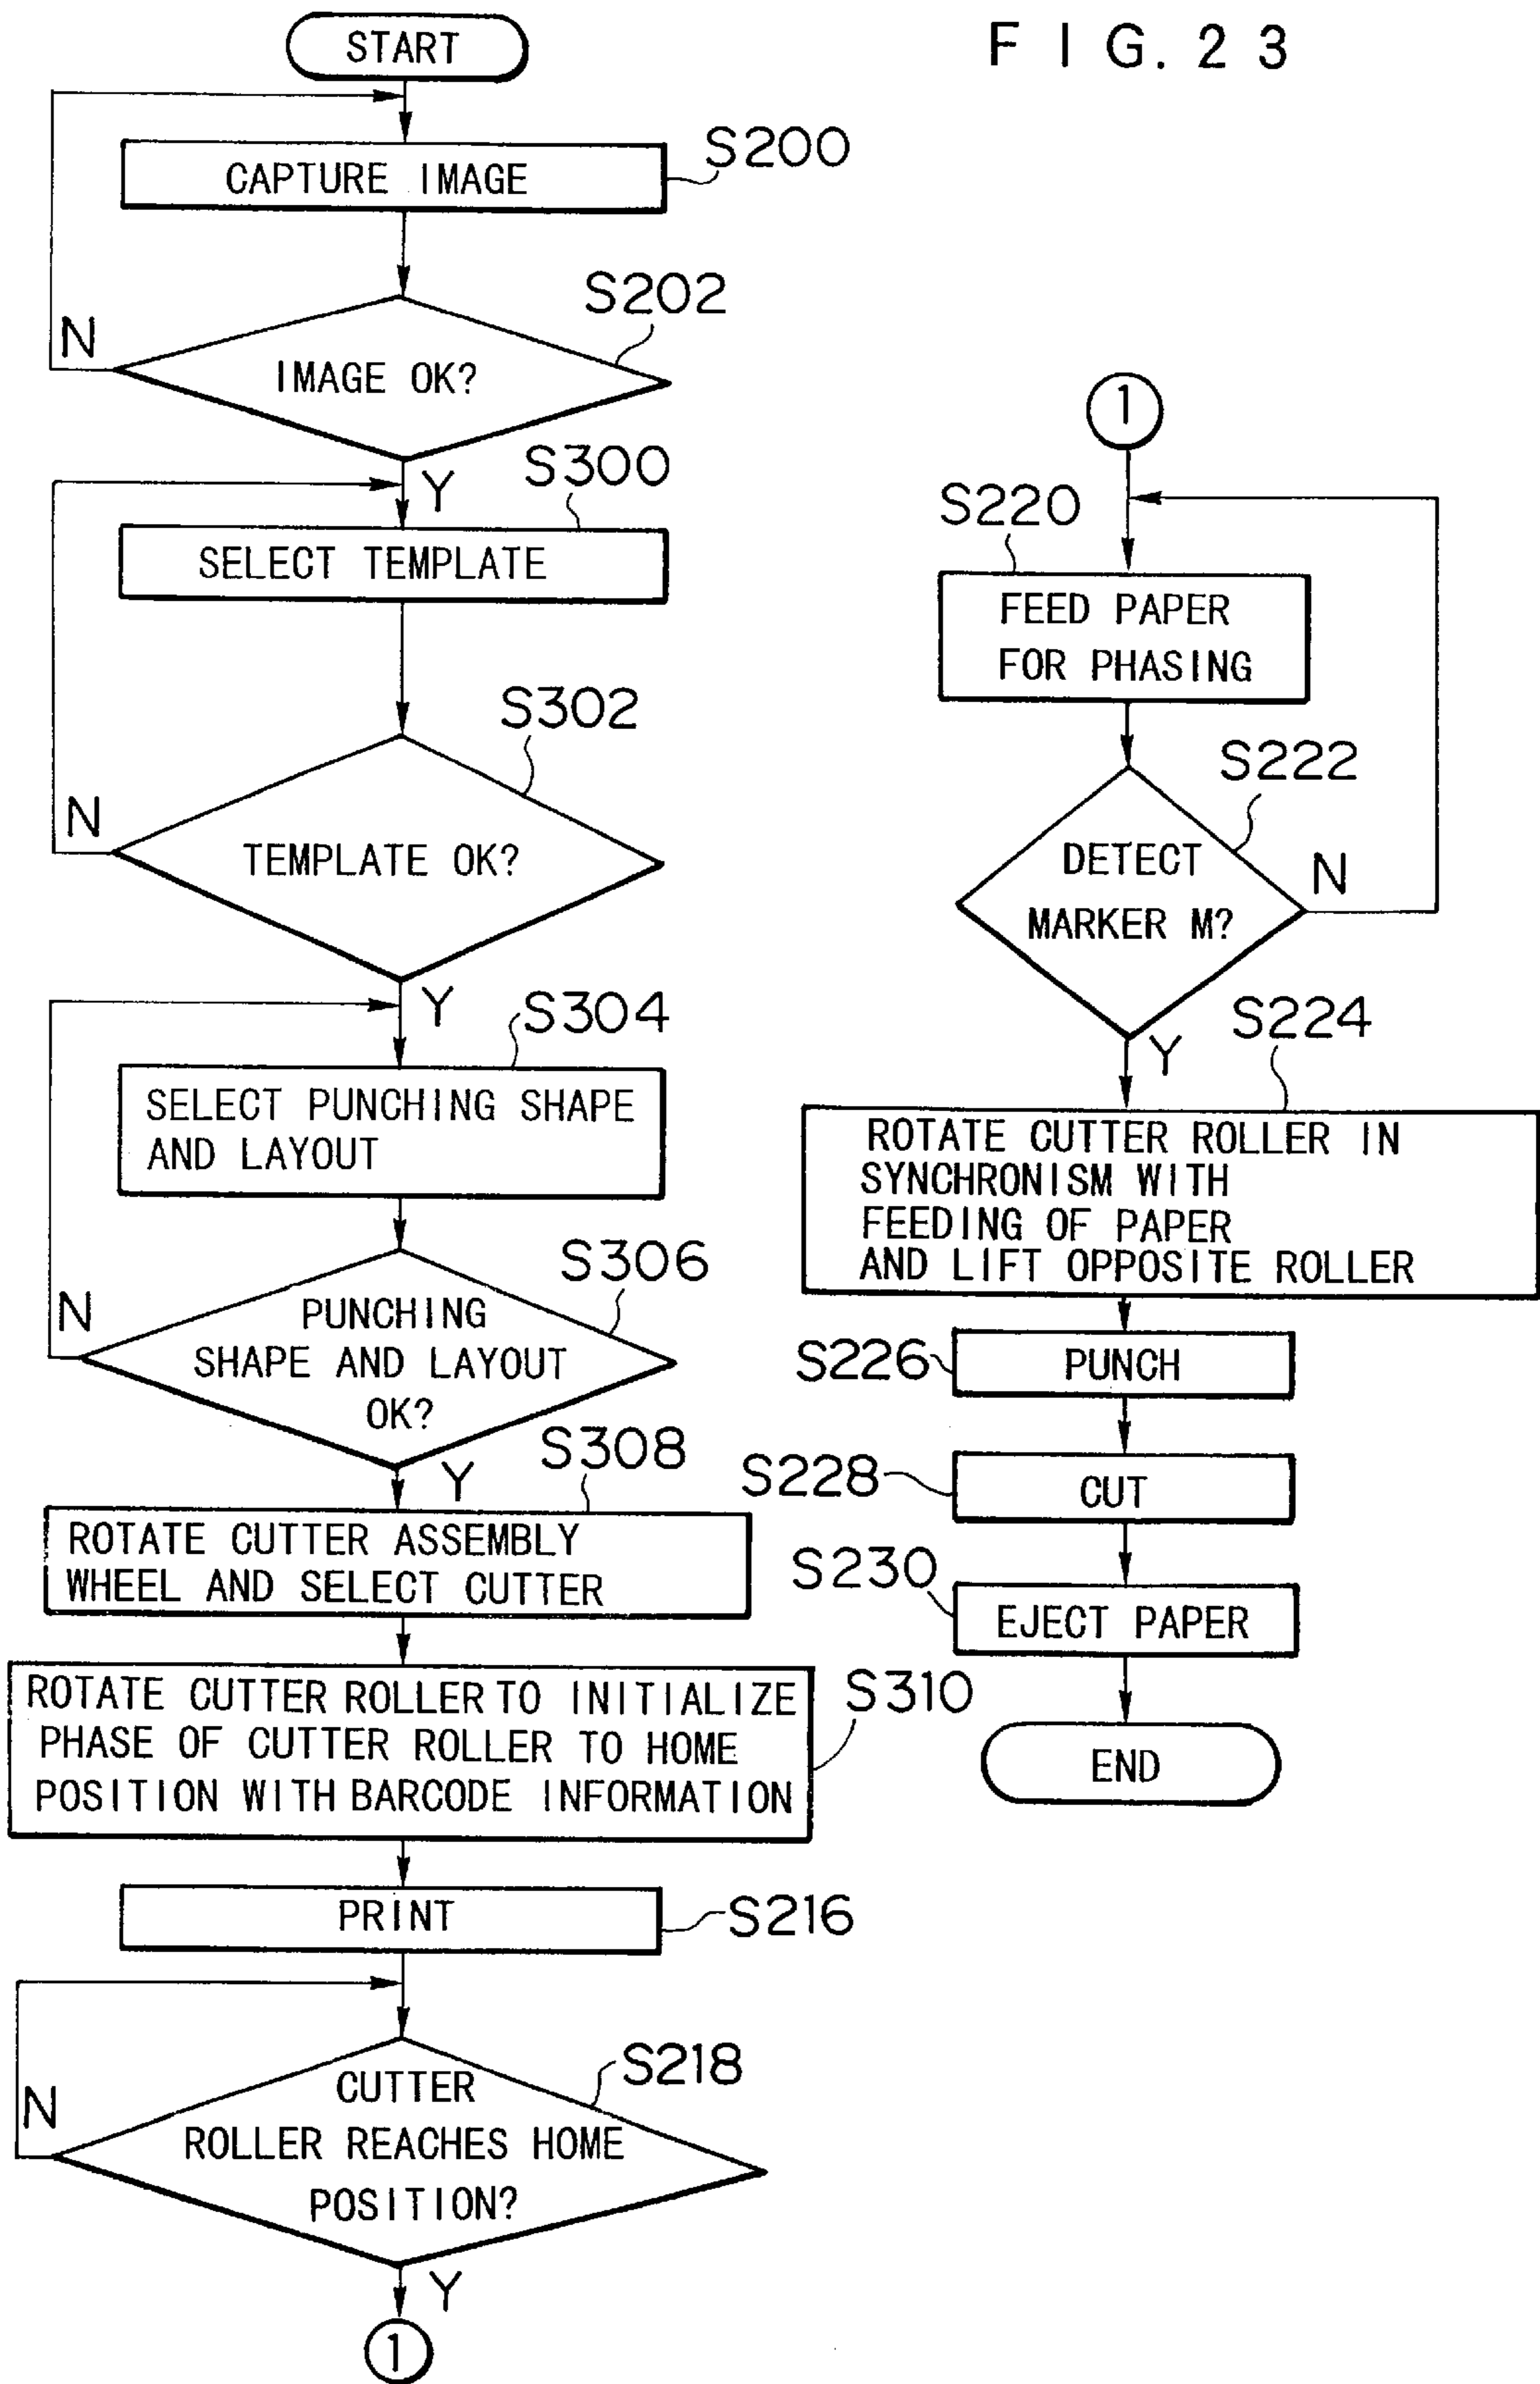 F I G. 2 3
START
CAPTURE IMAGE
S200
S202
N
IMAGE OK?
Y
S300
SELECT TEMPLATE
S302
N
TEMPLATE OK?
Y
S304
SELECT PUNCHING SHAPE
AND LAYOUT
S306
N
PUNCHING
SHAPE AND LAYOUT
OK?
Y
S308
ROTATE CUTTER ASSEMBLY
WHEEL AND SELECT CUTTER
ROTATE CUTTER ROLLER TO INITIALIZE
PHASE OF CUTTER ROLLER TO HOME
POSITION WITH BARCODE INFORMATION
S310
PRINT
S216
S218
N
CUTTER
ROLLER REACHES HOME
POSITION?
Y
1
1
S220
FEED PAPER
FOR PHASING
S222
DETECT
MARKER M?
N
Y
S224
ROTATE CUTTER ROLLER IN
SYNCHRONISM WITH
FEEDING OF PAPER
AND LIFT OPPOSITE ROLLER
S226
PUNCH
S228
CUT
S230
EJECT PAPER
END